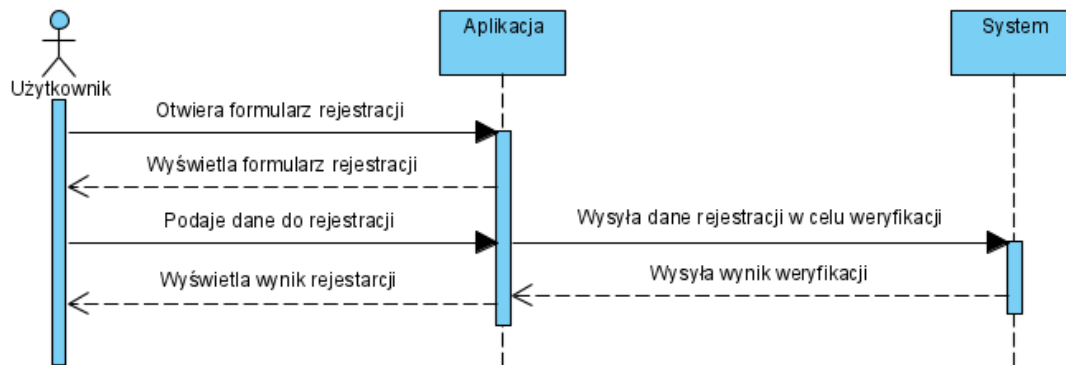 Aplikacja
System
Użytkownik
Otwiera formularz rejestracji
Wyświetla formularz rejestracji
Podaje dane do rejestracji
Wysyła dane rejestracji w celu weryfikacji
Wyświetla wynik rejestarcji
Wysyła wynik weryfikacji